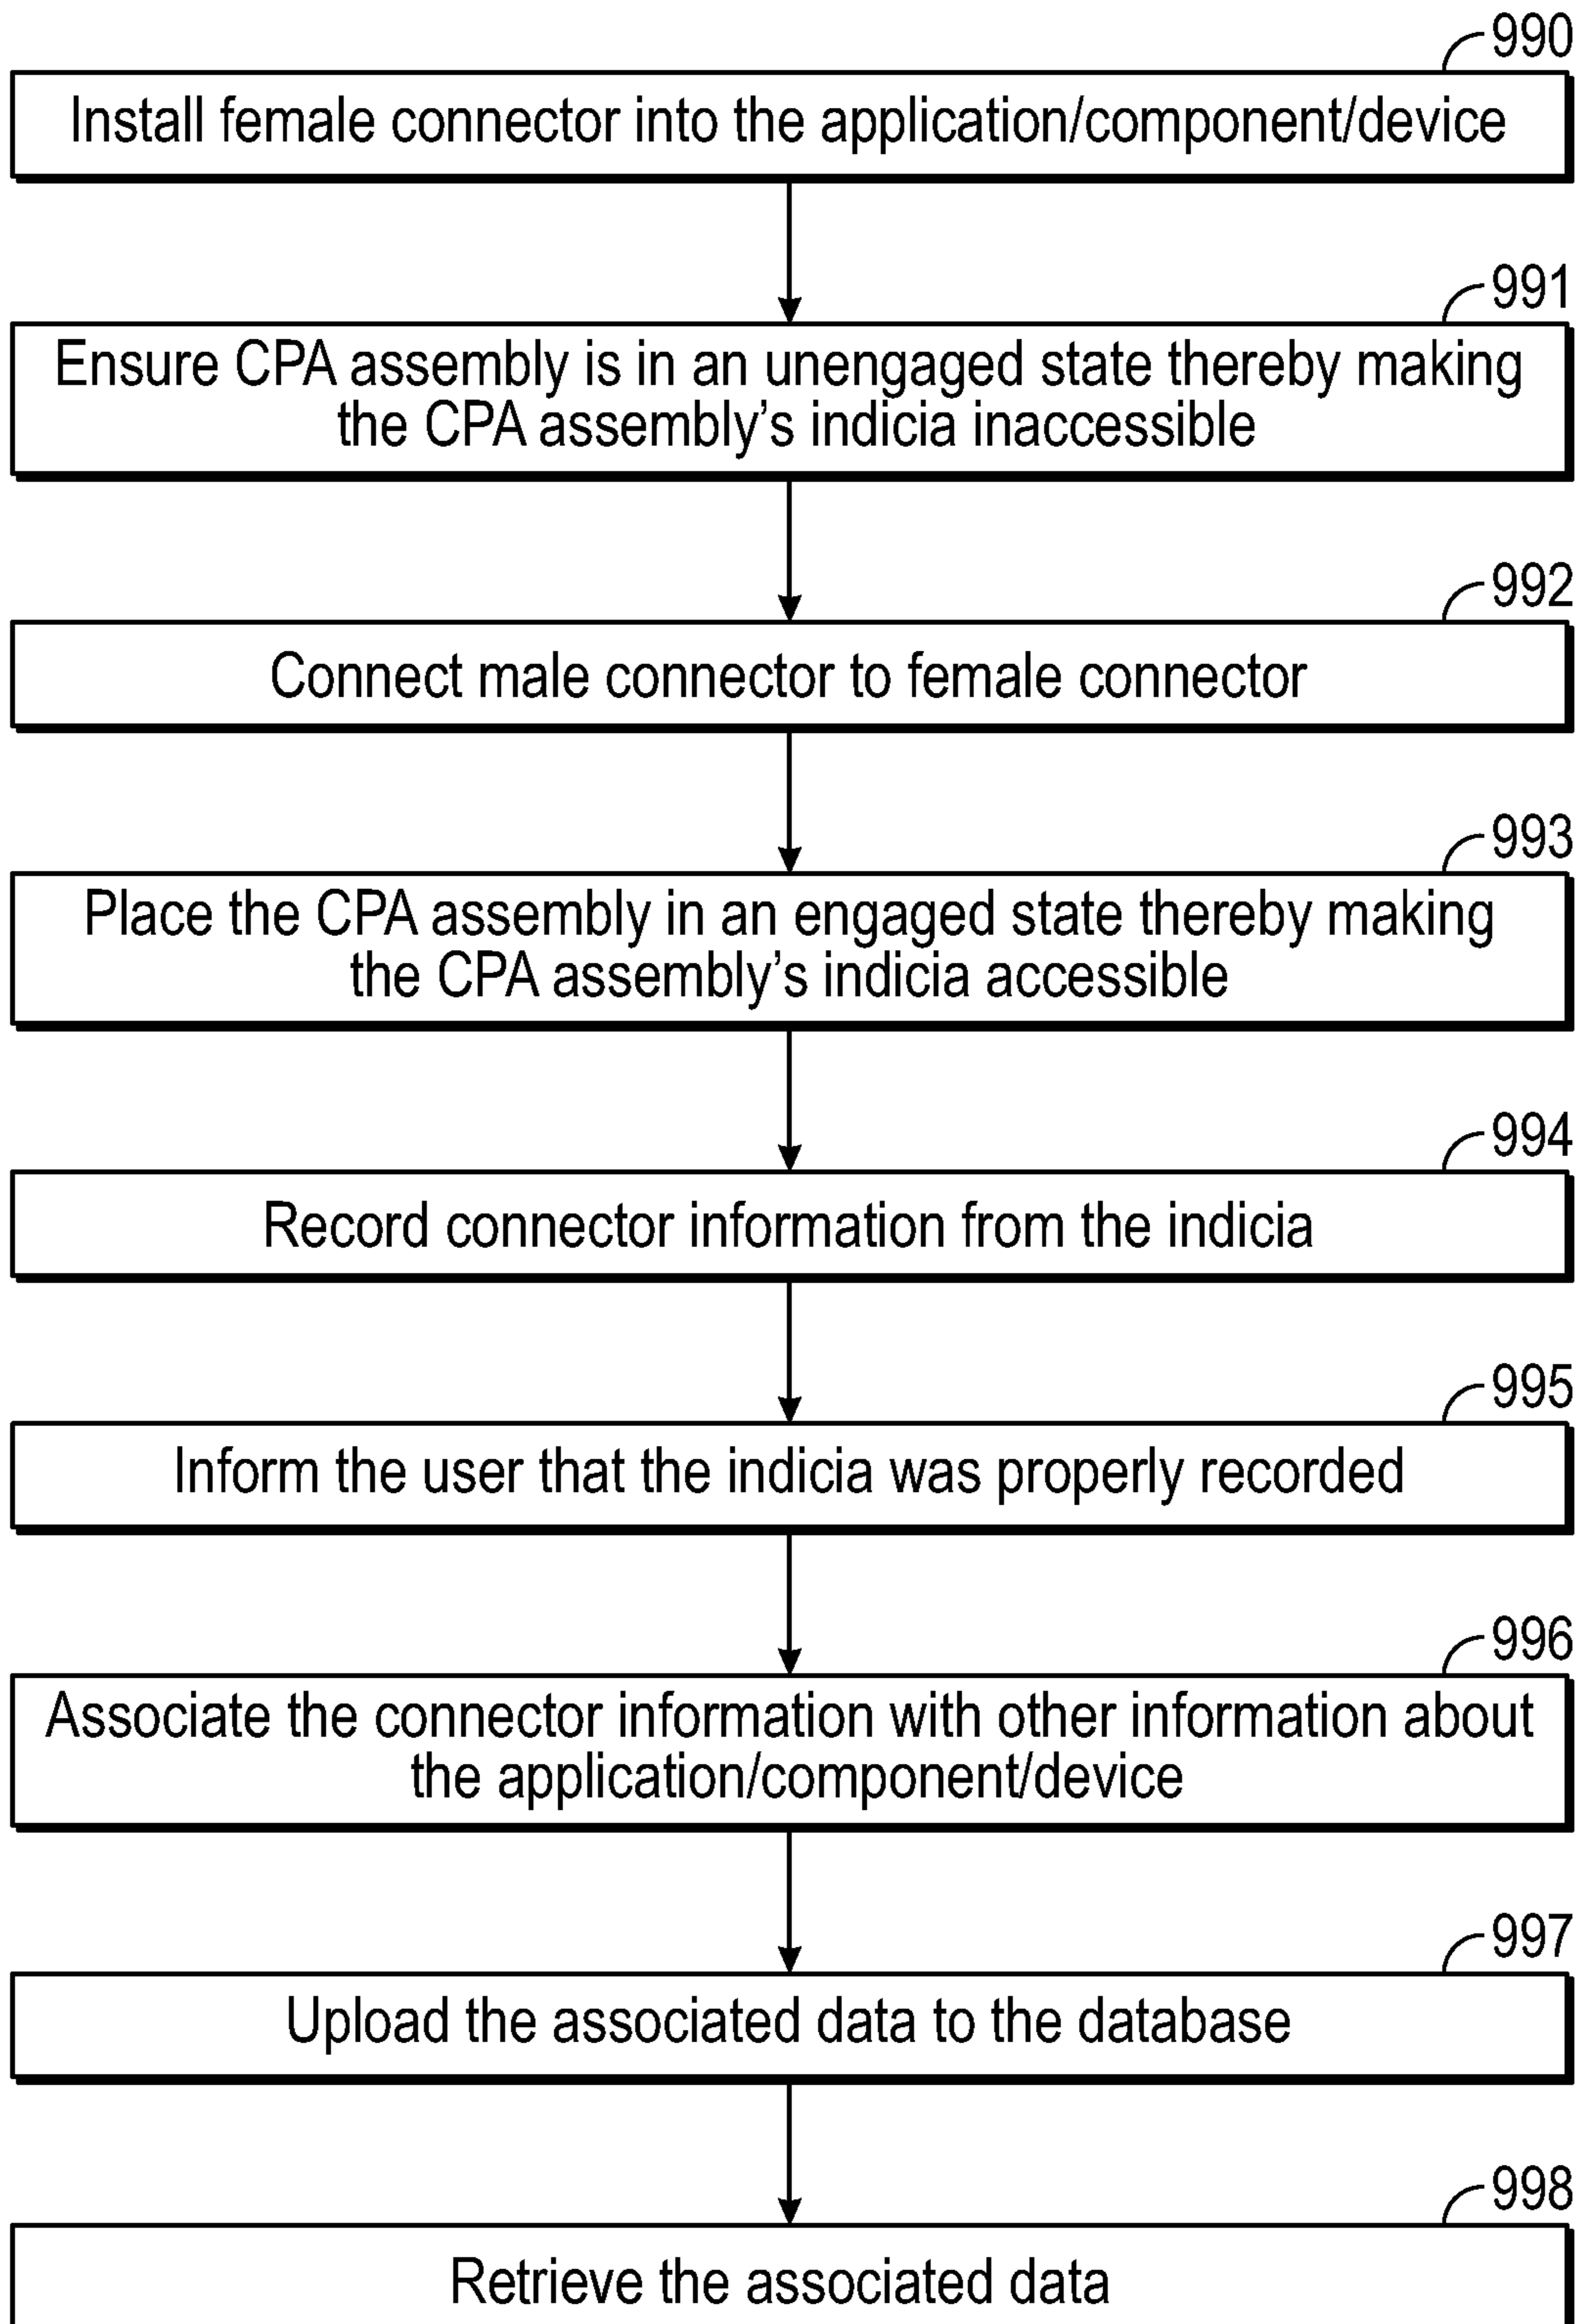 990
Install female connector into the application/component/device
991
Ensure CPA assembly is in an unengaged state thereby making
the CPA assembly’s indicia inaccessible
992
Connect male connector to female connector
993
Place the CPA assembly in an engaged state thereby making
the CPA assembly’s indicia accessible
994
Record connector information from the indicia
995
Inform the user that the indicia was properly recorded
996
Associate the connector information with other information about
the application/component/device
997
Upload the associated data to the database
998
Retrieve the associated data